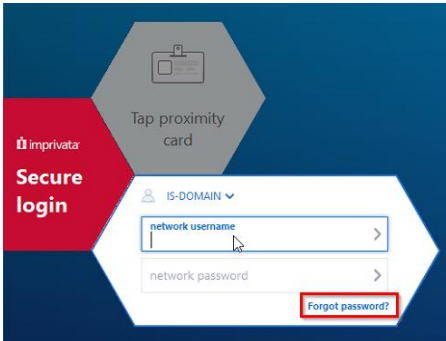 Tap proximity
card
imprivata
Secure
login
IS-DOMAIN
network username
network password
Forgot password?